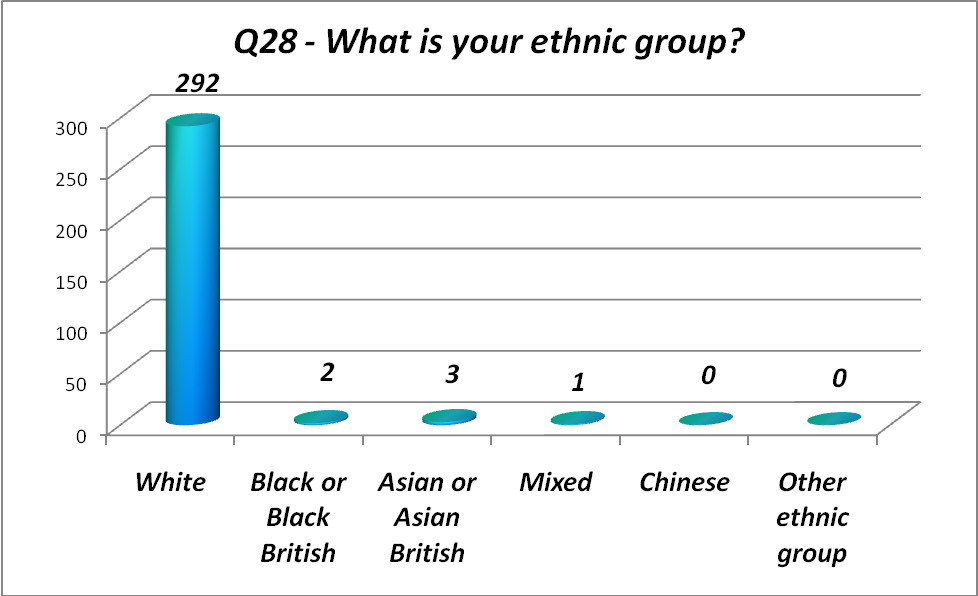 Q28 - What is your ethnic group?
292
300
250
200
150
100
50
0
2
3
1
0
0
White
Black or
Black
British
Asian or
Asian
British
Mixed
Chinese
Other
ethnic
group